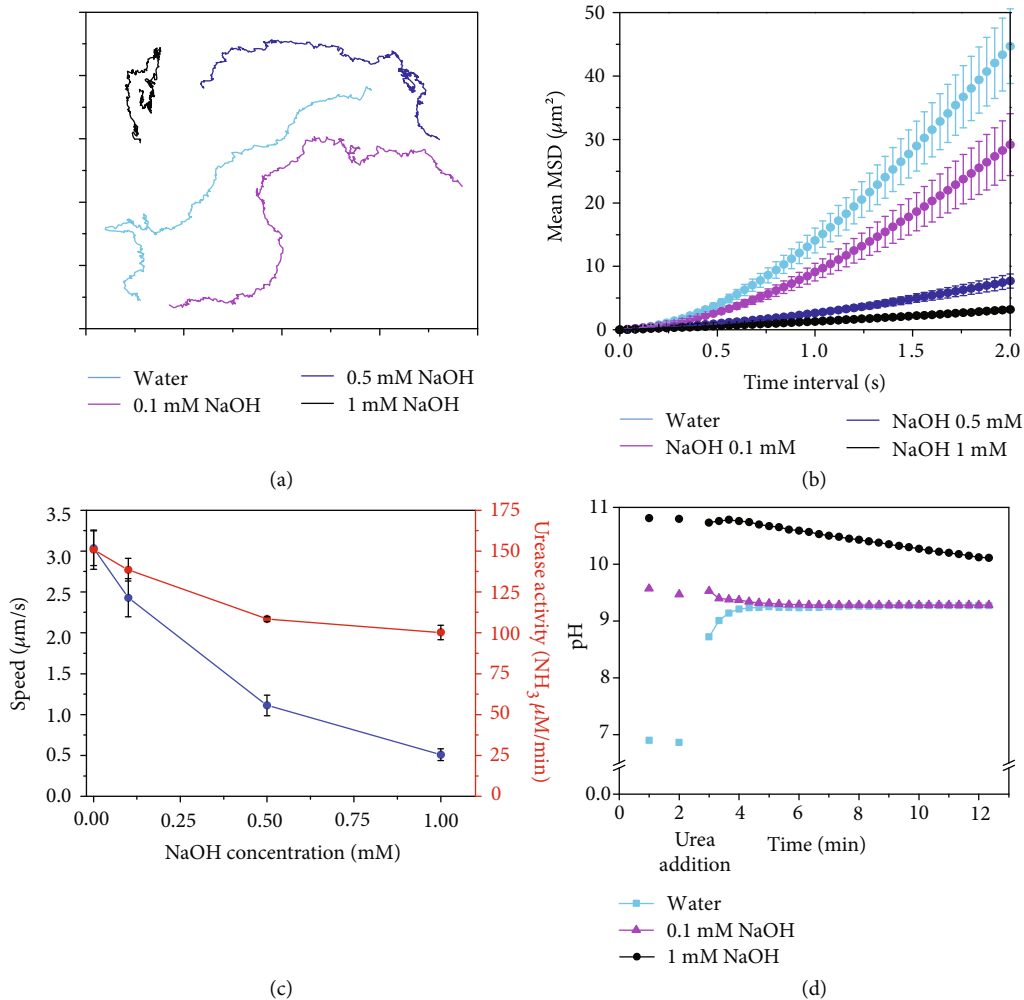 Water
0.1 mM NaOH
0.5 mM NaOH
1 mM NaOH
(a)
50
40
30
20
10
0
Mean MSD (μm²)
0.0
0.5
1.0
1.5
2.0
Time interval (s)
Water
NaOH 0.1 mM
NaOH 0.5 mM
NaOH 1 mM
(b)
3.5
3.0
2.5
2.0
1.5
1.0
0.5
0.0
Speed (μm/s)
175
150
125
100
75
50
25
0
Urease activity (NH₃ μM/min)
0.00
0.25
0.50
0.75
1.00
NaOH concentration (mM)
(c)
11
10
9
8
7
0.0
pH
0
2
4
6
8
10
12
Urea
addition
Time (min)
Water
0.1 mM NaOH
1 mM NaOH
(d)